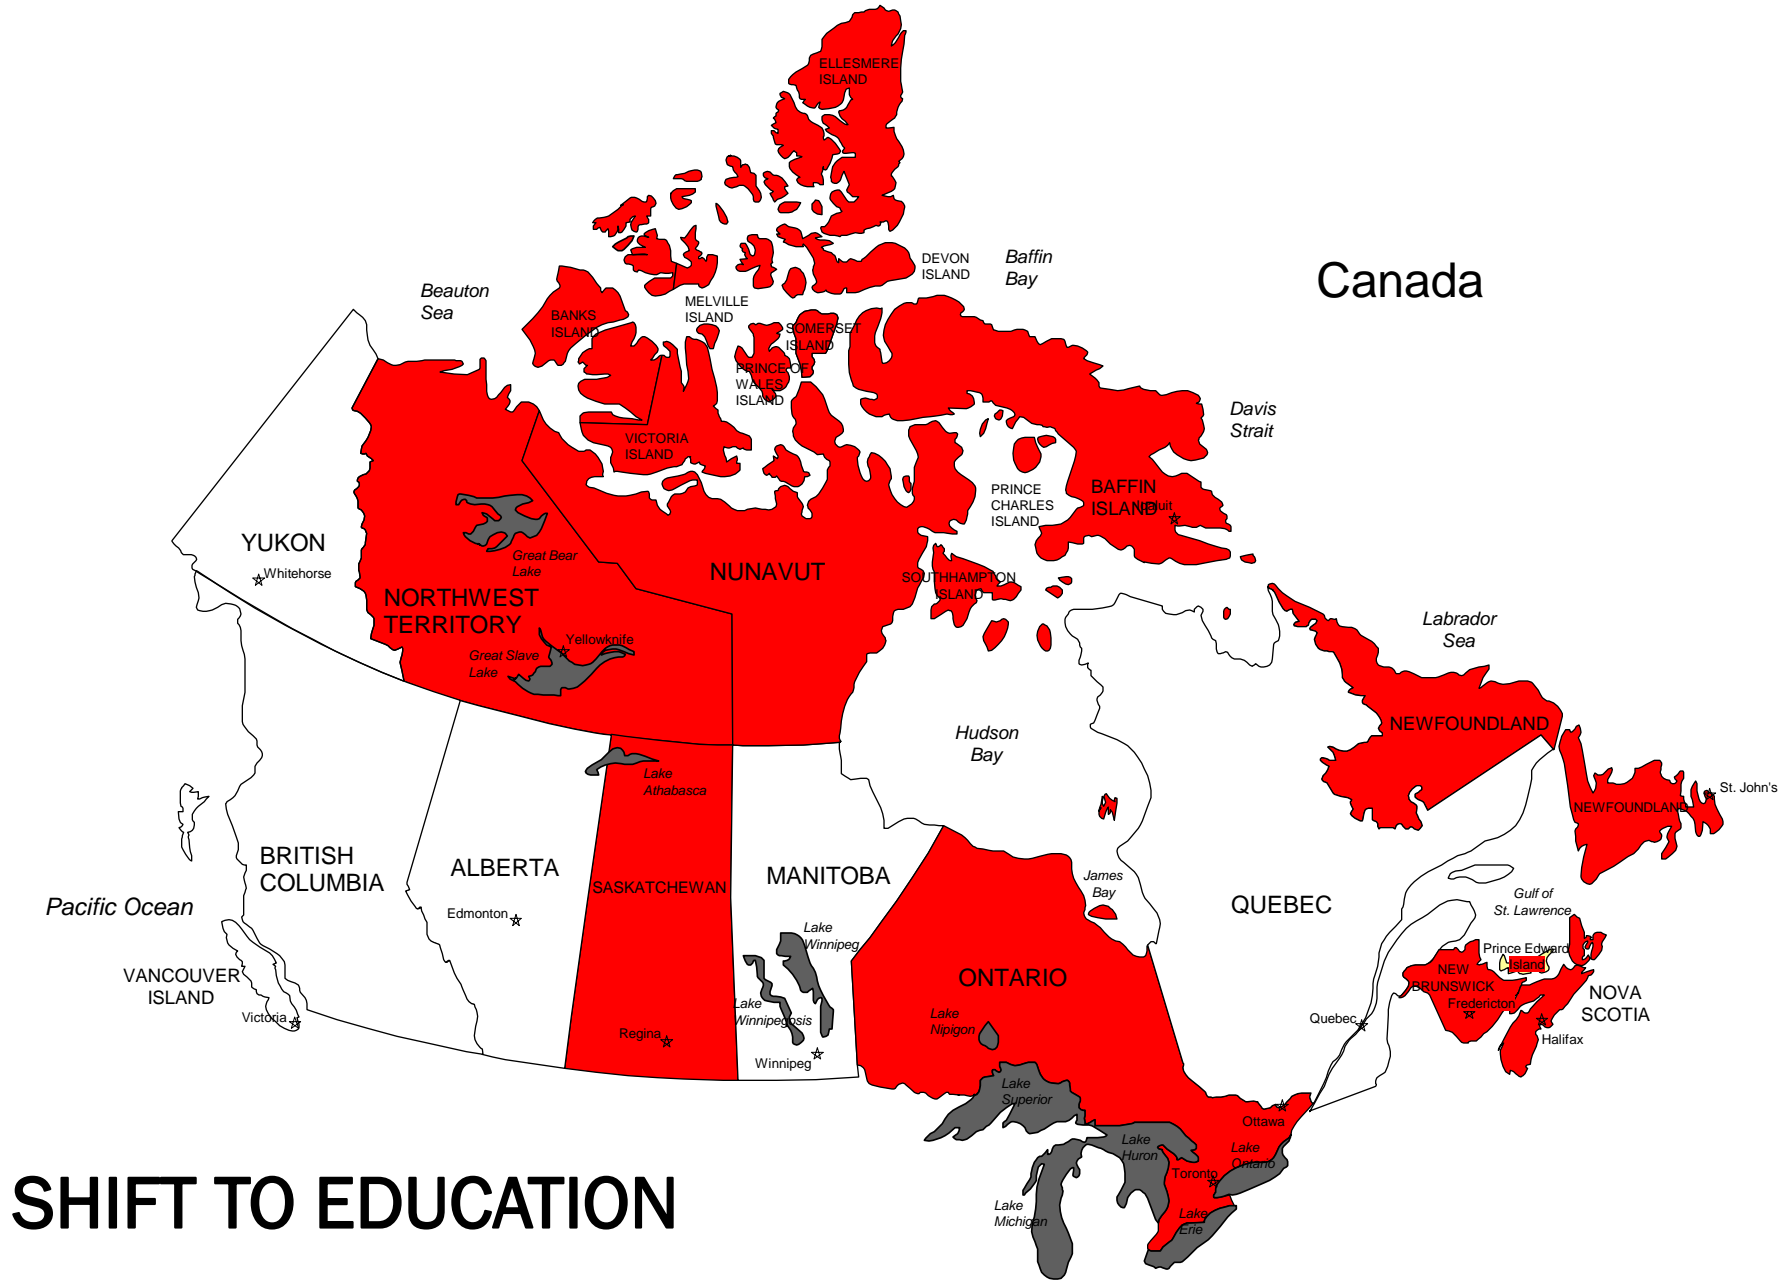 ELLESMERE
ISLAND
DEVON
ISLAND
Baffin
Bay
Canada
Beauton
Sea
MELVILLE
ISLAND
BANKS
ISLAND
SOMERSET
ISLAND
PRINCE OF
WALES
ISLAND
Davis
Strait
VICTORIA
ISLAND
PRINCE
CHARLES
ISLAND
BAFFIN
ISLAND
Iqaluit
YUKON
Whitehorse
Great Bear
Lake
NUNAVUT
SOUTHHAMPTON
ISLAND
NORTHWEST
TERRITORY
Yellowknife
Great Slave
Lake
Labrador
Sea
Hudson
Bay
NEWFOUNDLAND
Lake
Athabasca
NEWFOUNDLAND
St. John's
BRITISH
COLUMBIA
ALBERTA
SASKATCHEWAN
MANITOBA
James
Bay
QUEBEC
Gulf of
St. Lawrence
Pacific Ocean
Edmonton
Lake
Winnipeg
VANCOUVER
ISLAND
Victoria
Lake
Winnipegosis
ONTARIO
Prince Edward
Island
NEW
BRUNSWICK
Fredericton
NOVA
SCOTIA
Regina
Winnipeg
Lake
Nipigon
Quebec
Halifax
Lake
Superior
Ottawa
Lake
Huron
Lake
Ontario
Toronto
Lake
Michigan
Lake
Erie
SHIFT TO EDUCATION